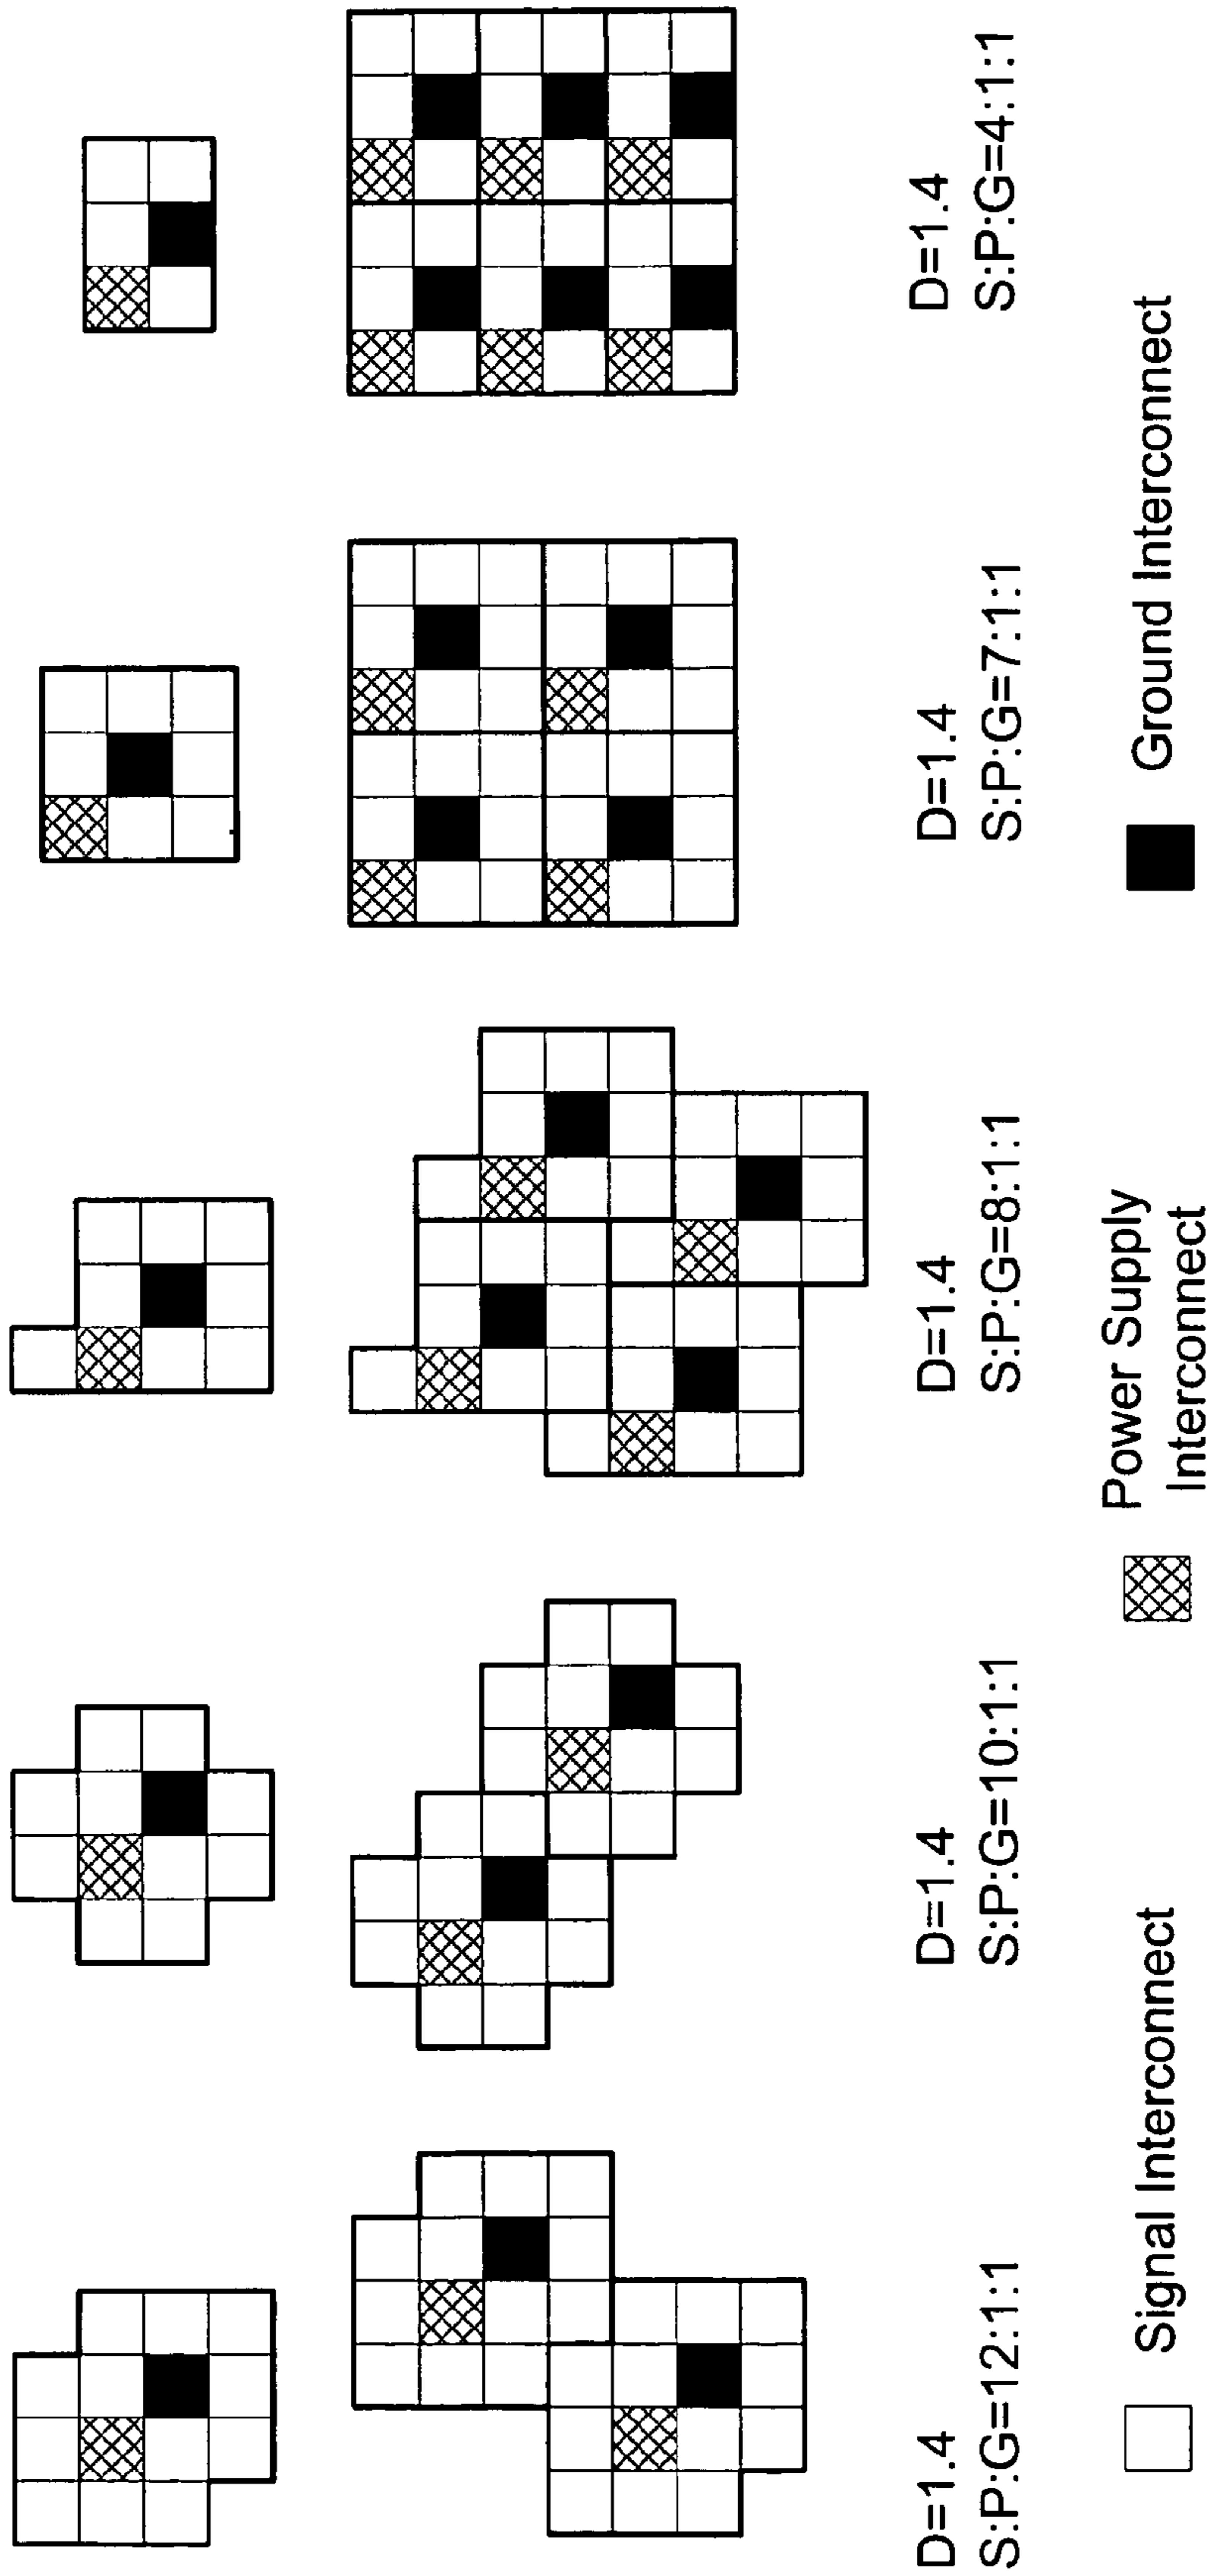 D=1.4
S:P:G=12:1:1
D=1.4
S:P:G=10:1:1
D=1.4
S:P:G=8:1:1
D=1.4
S:P:G=7:1:1
D=1.4
S:P:G=4:1:1
Signal Interconnect
Power Supply
Interconnect
Ground Interconnect